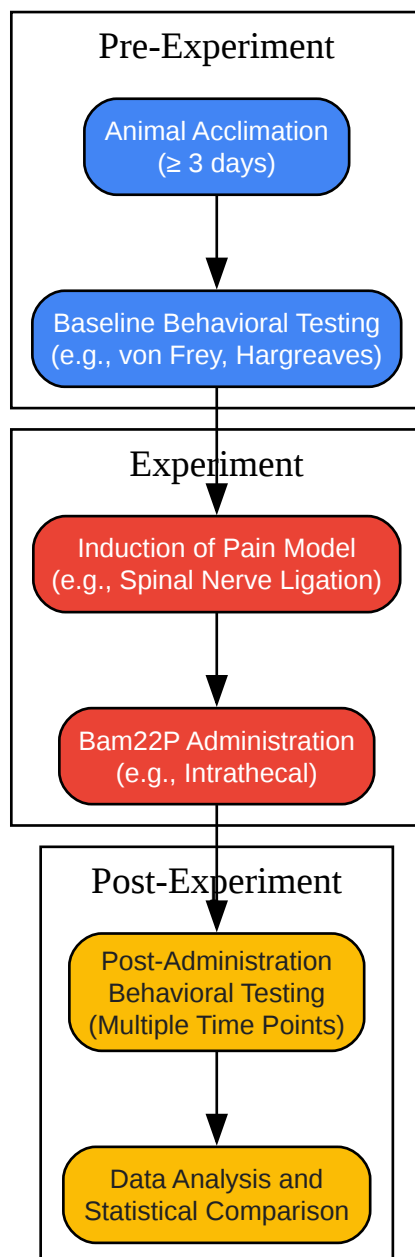 Pre-Experiment
Animal Acclimation
(≥ 3 days)
Baseline Behavioral Testing
(e.g., von Frey, Hargreaves)
Experiment
Induction of Pain Model
(e.g., Spinal Nerve Ligation)
Bam22P Administration
(e.g., Intrathecal)
Post-Experiment
Post-Administration
Behavioral Testing
(Multiple Time Points)
Data Analysis and
Statistical Comparison